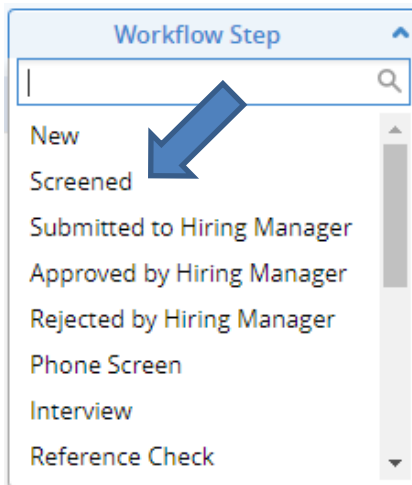 Workflow Step
New
Screened
Submitted to Hiring Manager
Approved by Hiring Manager
Rejected by Hiring Manager
Phone Screen
Interview
Reference Check